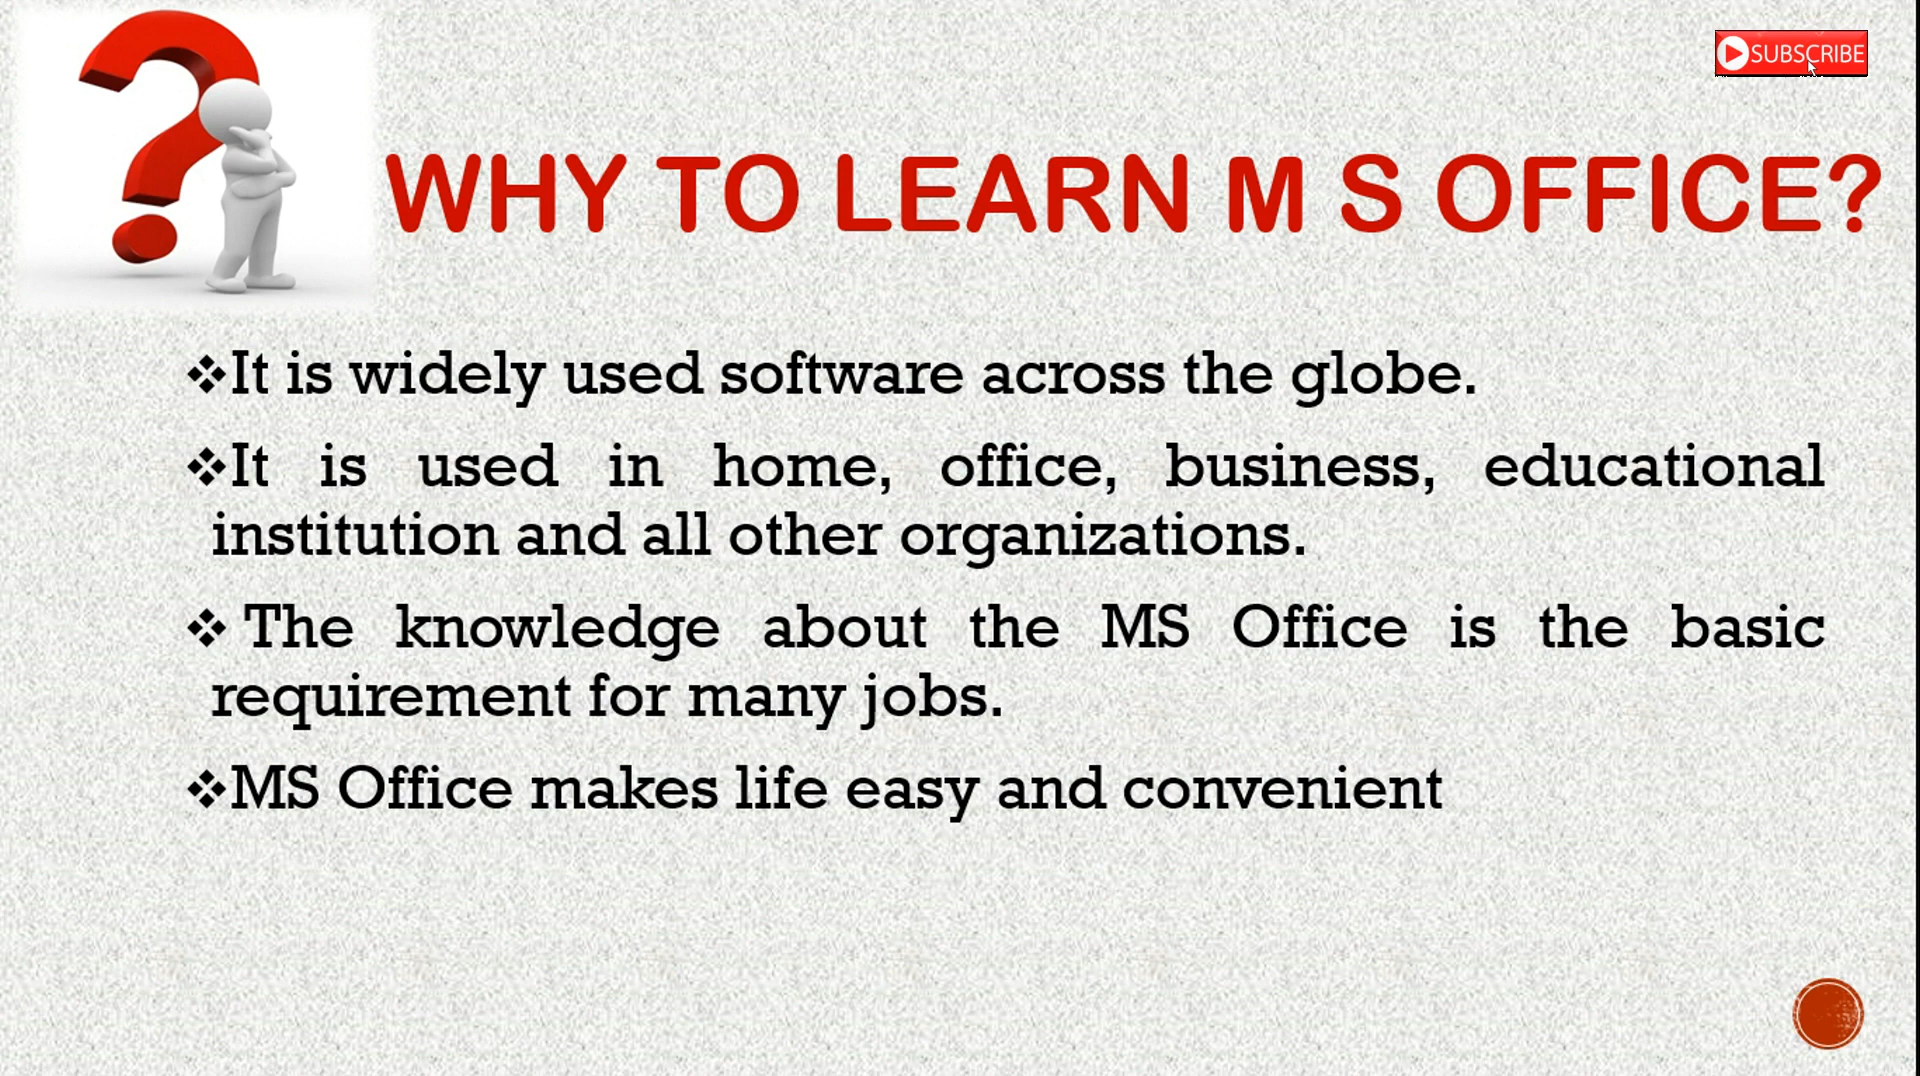 SUBSCRIBE
WHY TO LEARN M S OFFICE?
❖It is widely used software across the globe.
❖It is used in home, office, business, educational
institution and all other organizations.
❖ The knowledge about the MS Office is the basic
requirement for many jobs.
❖MS Office makes life easy and convenient